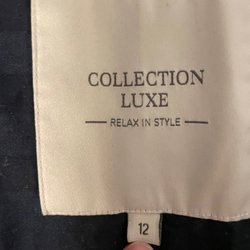 COLLECTION
LUXE
RELAX IN STYLE
12